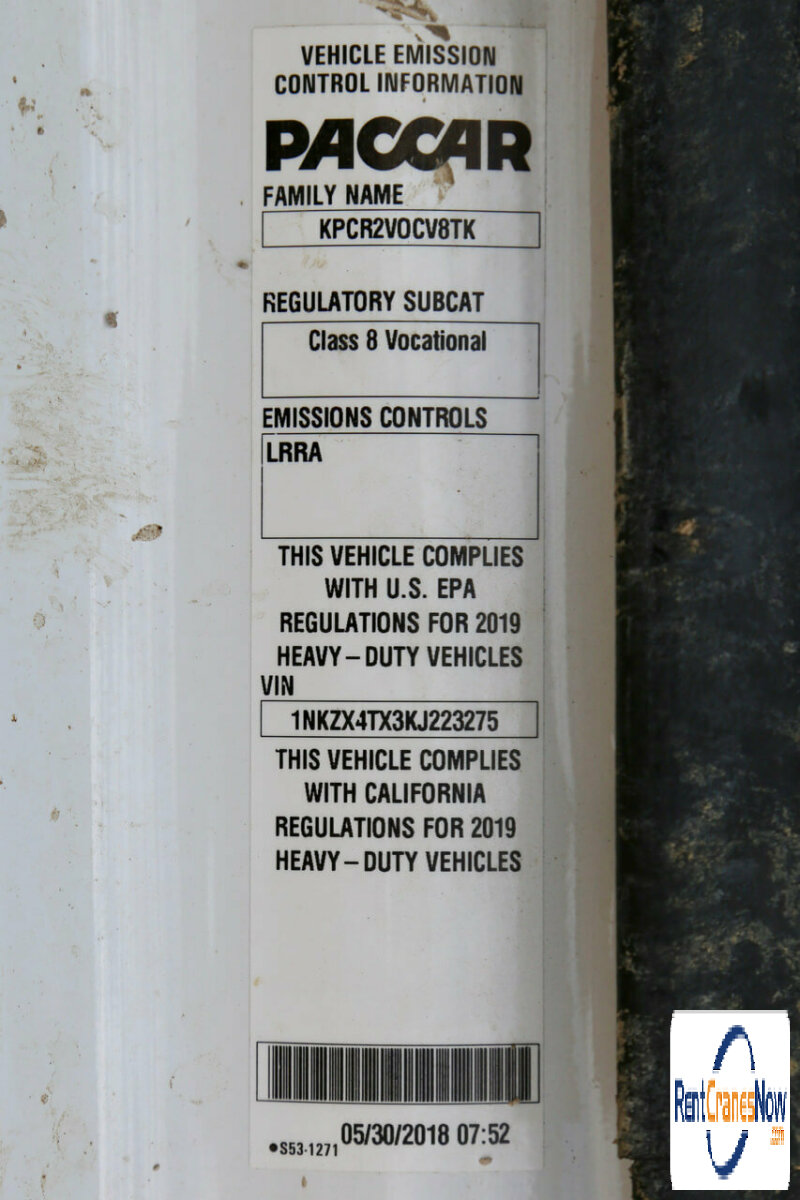 VEHICLE EMISSION
CONTROL INFORMATION
PACCAR
FAMILY NAME
KPCR2VOCV8TK
REGULATORY SUBCAT
Class 8 Vocational
EMISSIONS CONTROLS
LRRA
THIS VEHICLE COMPLIES
WITH U.S. EPA
REGULATIONS FOR 2019
HEAVY-DUTY VEHICLES
VIN
1NKZX4TX3KJ223275
THIS VEHICLE COMPLIES
WITH CALIFORNIA
REGULATIONS FOR 2019
HEAVY-DUTY VEHICLES
●S53-1271 05/30/2018 07:52
RentCranesNow